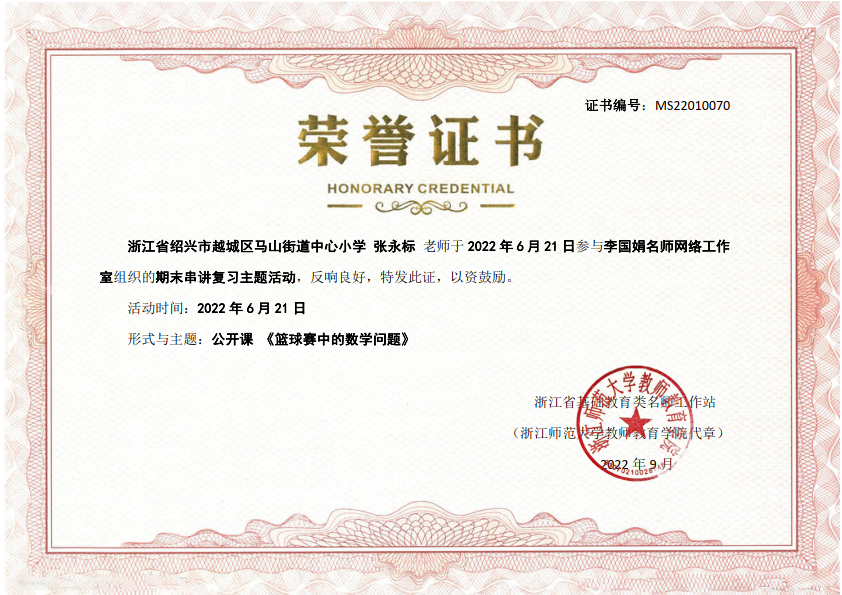 证书编号：MS22010070
荣誉证书
HONORARY CREDENTIAL
浙江省绍兴市越城区马山街道中心小学 张永标 老师于 2022 年 6 月 21 日参与李国娟名师网络工作
室组织的期末串讲复习主题活动，反响良好，特发此证，以资鼓励。
活动时间：2022 年 6 月 21 日
形式与主题：公开课 《篮球赛中的数学问题》
浙江省基础教育类名师工作站
（浙江师范大学教师教育学院代章）
2022 年 9 月
浙江师范大学教师教育学院